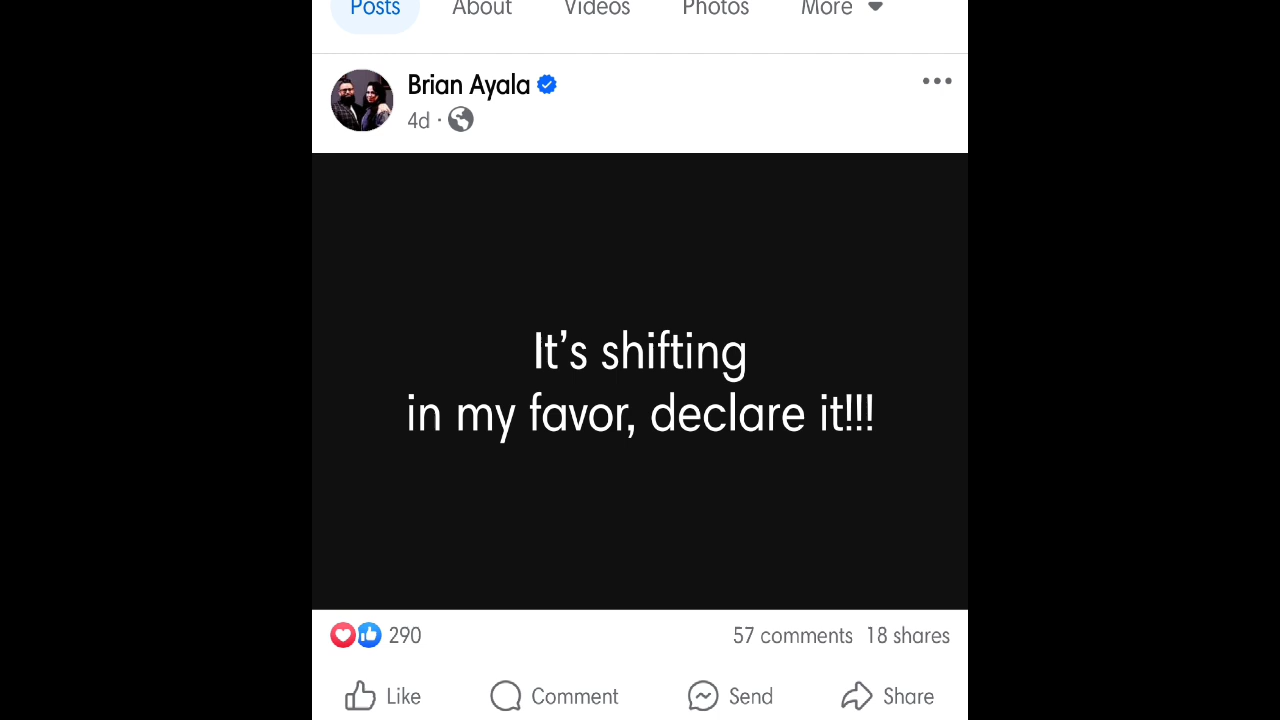 Posts About Videos Photos More
Brian Ayala
4d ·
It’s shifting
in my favor, declare it!!!
290 57 comments 18 shares
Like Comment Send Share